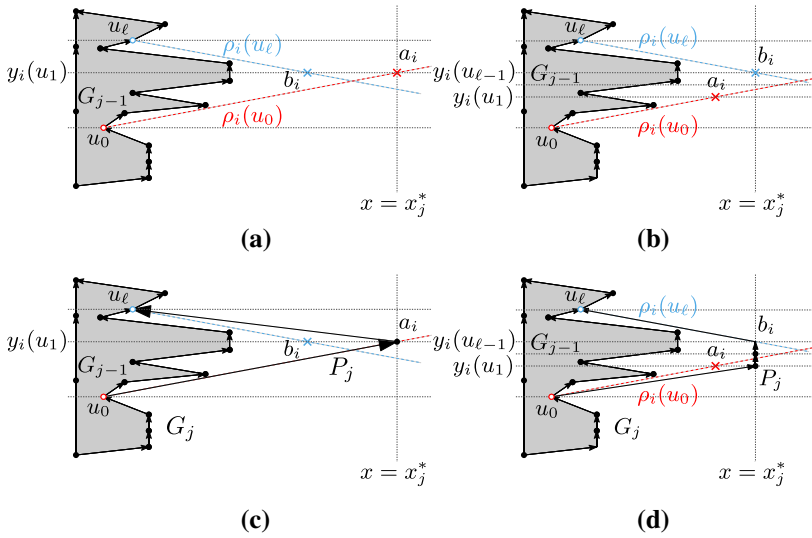 u_ℓ ρ_i(u_ℓ) a_i
y_i(u_1) b_i
G_{j−1}
ρ_i(u_0)
u_0
x = x_j^*
(a)
u_ℓ ρ_i(u_ℓ) b_i
y_i(u_{ℓ−1}) G_{j−1} a_i
y_i(u_1)
ρ_i(u_0)
u_0
x = x_j^*
(b)
u_ℓ a_i
y_i(u_1) b_i
G_{j−1} P_j
u_0
G_j
x = x_j^*
(c)
u_ℓ ρ_i(u_ℓ) b_i
y_i(u_{ℓ−1}) G_{j−1} a_i
y_i(u_1) P_j
u_0 ρ_i(u_0)
G_j
x = x_j^*
(d)